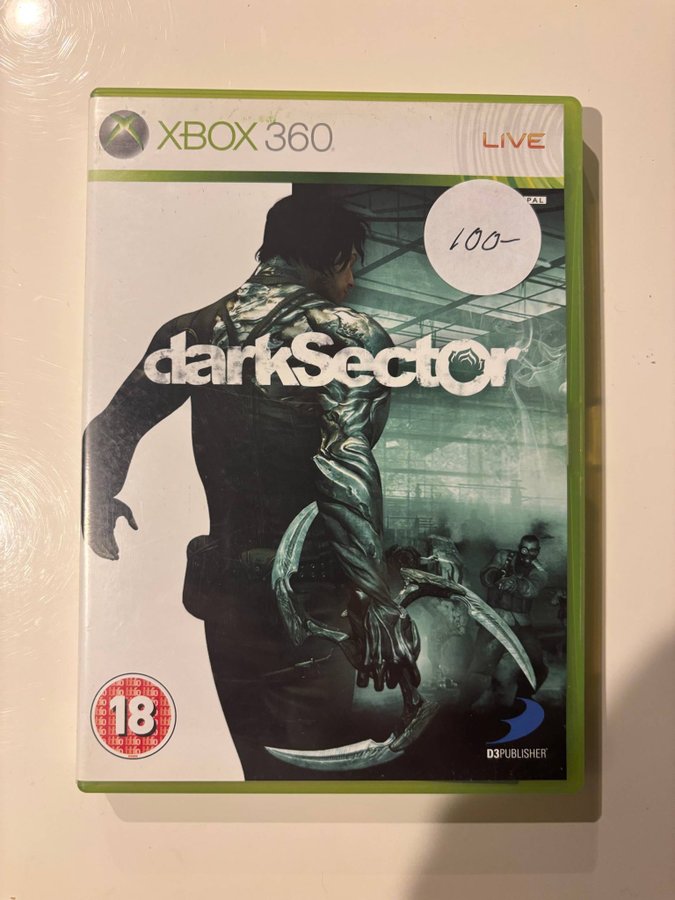 XBOX 360
LIVE
PAL
100-
darkSector
18
D3PUBLISHER